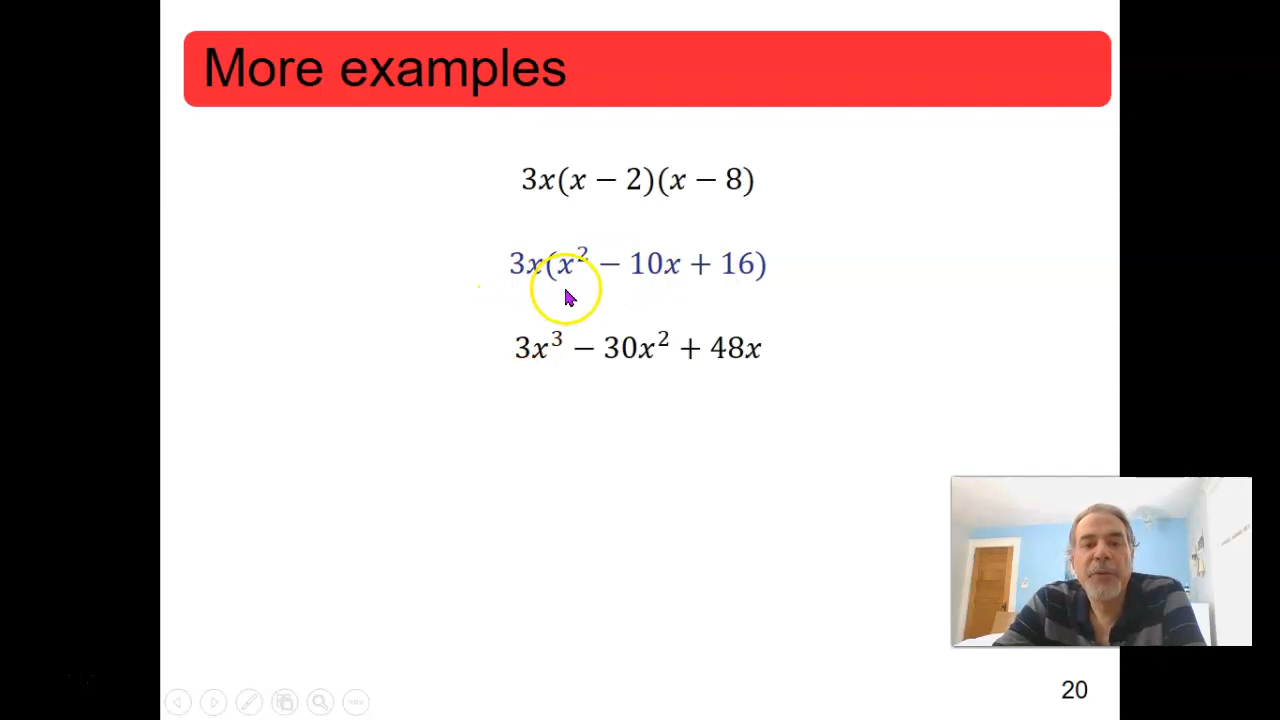 More examples
3x(x − 2)(x − 8)
3x(x² − 10x + 16)
3x³ − 30x² + 48x
20